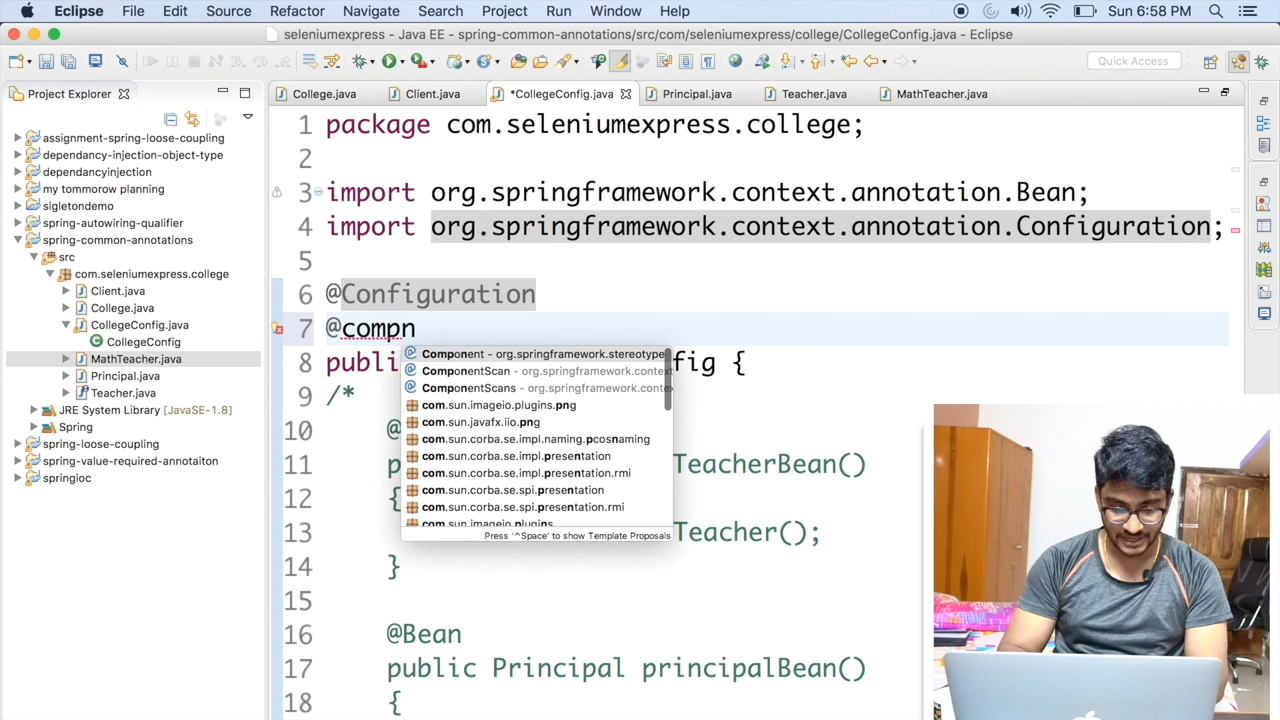 Eclipse File Edit Source Refactor Navigate Search Project Run Window Help Sun 6:58 PM
seleniumexpress - Java EE - spring-common-annotations/src/com/seleniumexpress/college/CollegeConfig.java - Eclipse
Quick Access
Project Explorer
College.java Client.java *CollegeConfig.java Principal.java Teacher.java MathTeacher.java
assignment-spring-loose-coupling
dependancy-injection-object-type
dependancyinjection
my tommorow planning
sigletondemo
spring-autowiring-qualifier
spring-common-annotations
src
com.seleniumexpress.college
Client.java
College.java
CollegeConfig.java
CollegeConfig
MathTeacher.java
Principal.java
Teacher.java
JRE System Library [JavaSE-1.8]
Spring
spring-loose-coupling
spring-value-required-annotaiton
springioc
1 package com.seleniumexpress.college;
2
3 import org.springframework.context.annotation.Bean;
4 import org.springframework.context.annotation.Configuration;
5
6 @Configuration
7 @compn
8 publi fig {
9 /*
10 @
11 p TeacherBean()
12 {
13 Teacher();
14 }
15
16 @Bean
17 public Principal principalBean()
18 {
Component - org.springframework.stereotype
ComponentScan - org.springframework.context
ComponentScans - org.springframework.conte
com.sun.imageio.plugins.png
com.sun.javafx.iio.png
com.sun.corba.se.impl.naming.pcosnaming
com.sun.corba.se.impl.presentation
com.sun.corba.se.impl.presentation.rmi
com.sun.corba.se.spi.presentation
com.sun.corba.se.spi.presentation.rmi
com.sun.imageio.plugins
Press '^Space' to show Template Proposals